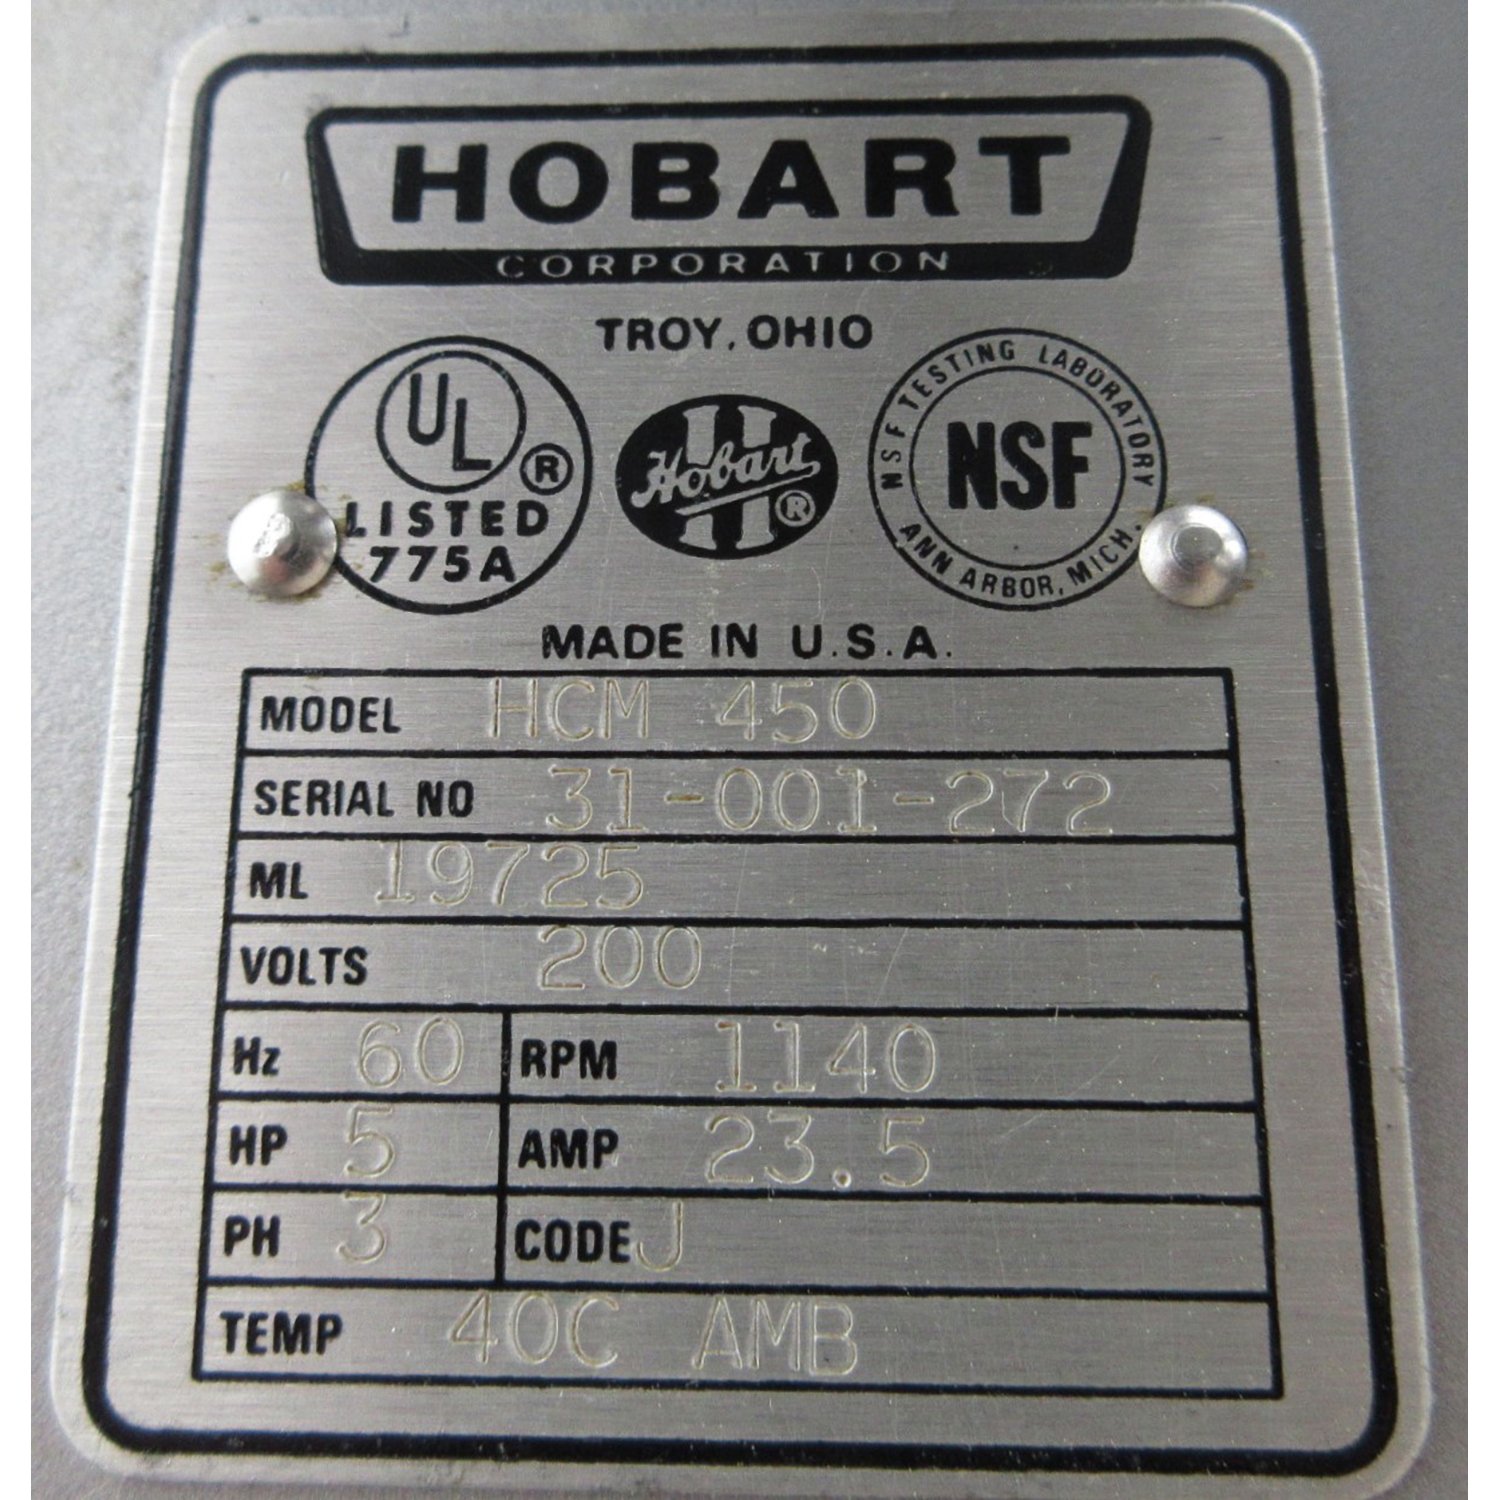 HOBART
CORPORATION
TROY, OHIO
UL
®
LISTED
775A
Hobart
®
NSF TESTING LABORATORY
NSF
ANN ARBOR, MICH.
MADE IN U.S.A.
MODEL HCM 450
SERIAL NO 31-001-272
ML 19725
VOLTS 200
Hz 60 RPM 1140
HP 5 AMP 23.5
PH 3 CODE J
TEMP 40C AMB